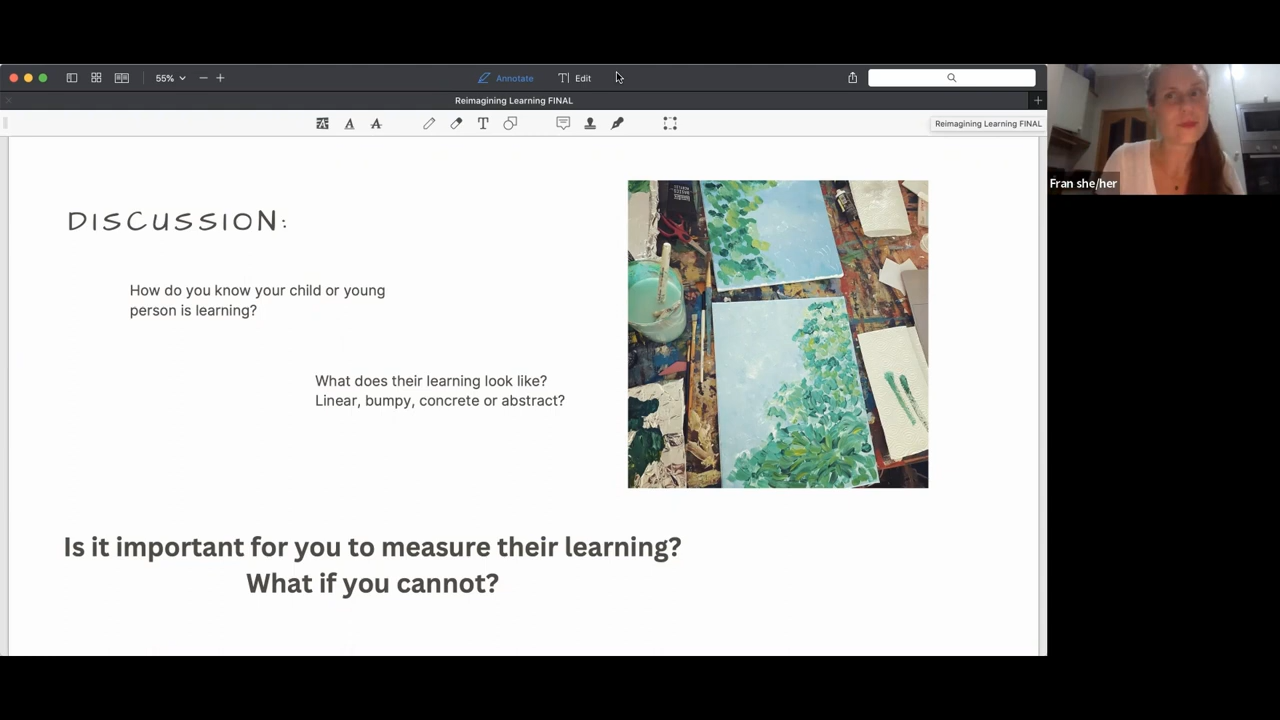 55%
Annotate
Edit
Reimagining Learning FINAL
Reimagining Learning FINAL
Fran she/her
DISCUSSION:
How do you know your child or young
person is learning?
What does their learning look like?
Linear, bumpy, concrete or abstract?
Is it important for you to measure their learning?
What if you cannot?